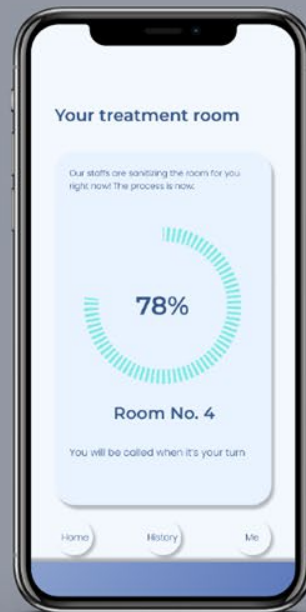 Your treatment room
Our staffs are sanitizing the room for you
right now! The process is now.
78%
Room No. 4
You will be called when it's your turn
Home History Me